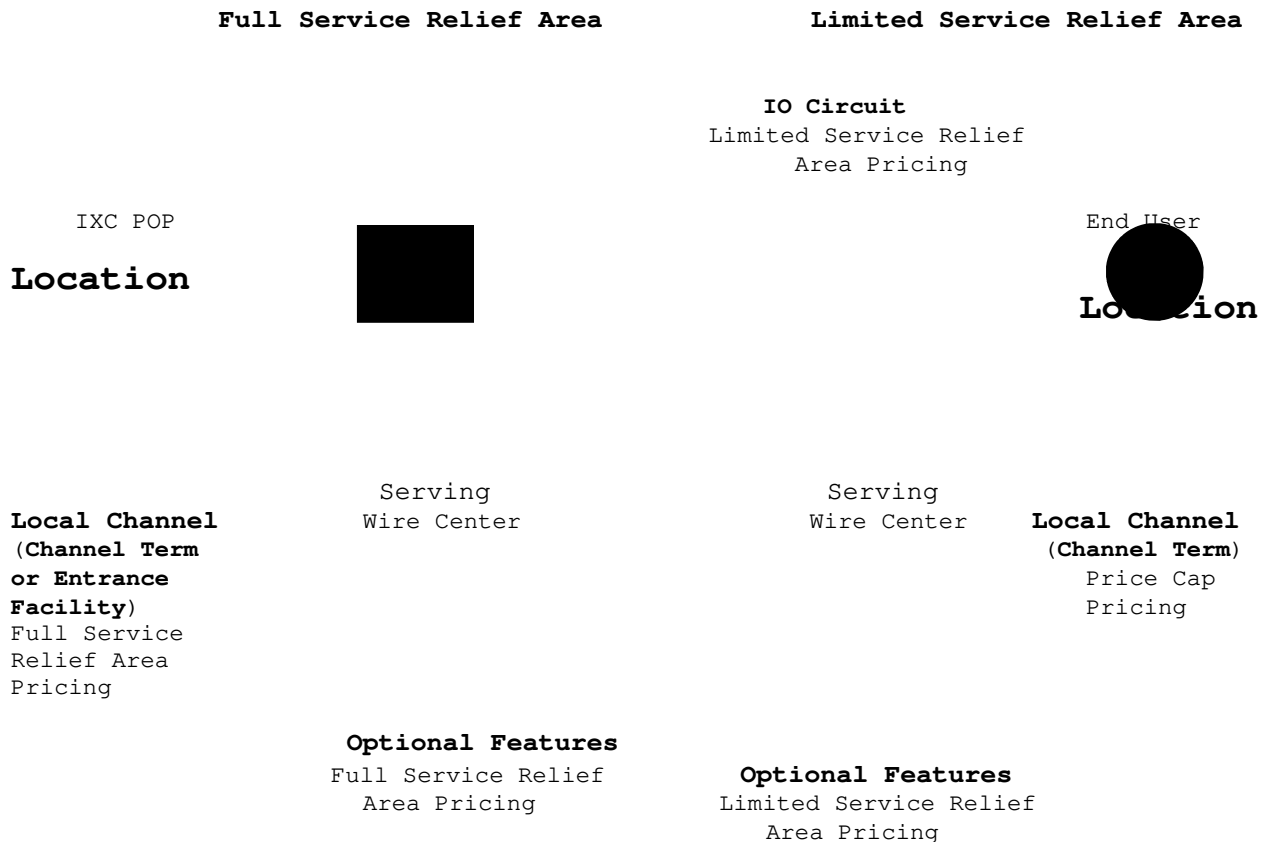 Full Service Relief Area
Limited Service Relief Area
IO Circuit
Limited Service Relief
Area Pricing
IXC POP
Location
End User
Serving
Wire Center
Serving
Wire Center
Local Channel
(Channel Term
or Entrance
Facility)
Full Service
Relief Area
Pricing
Local Channel
(Channel Term)
Price Cap
Pricing
Optional Features
Full Service Relief
Area Pricing
Optional Features
Limited Service Relief
Area Pricing